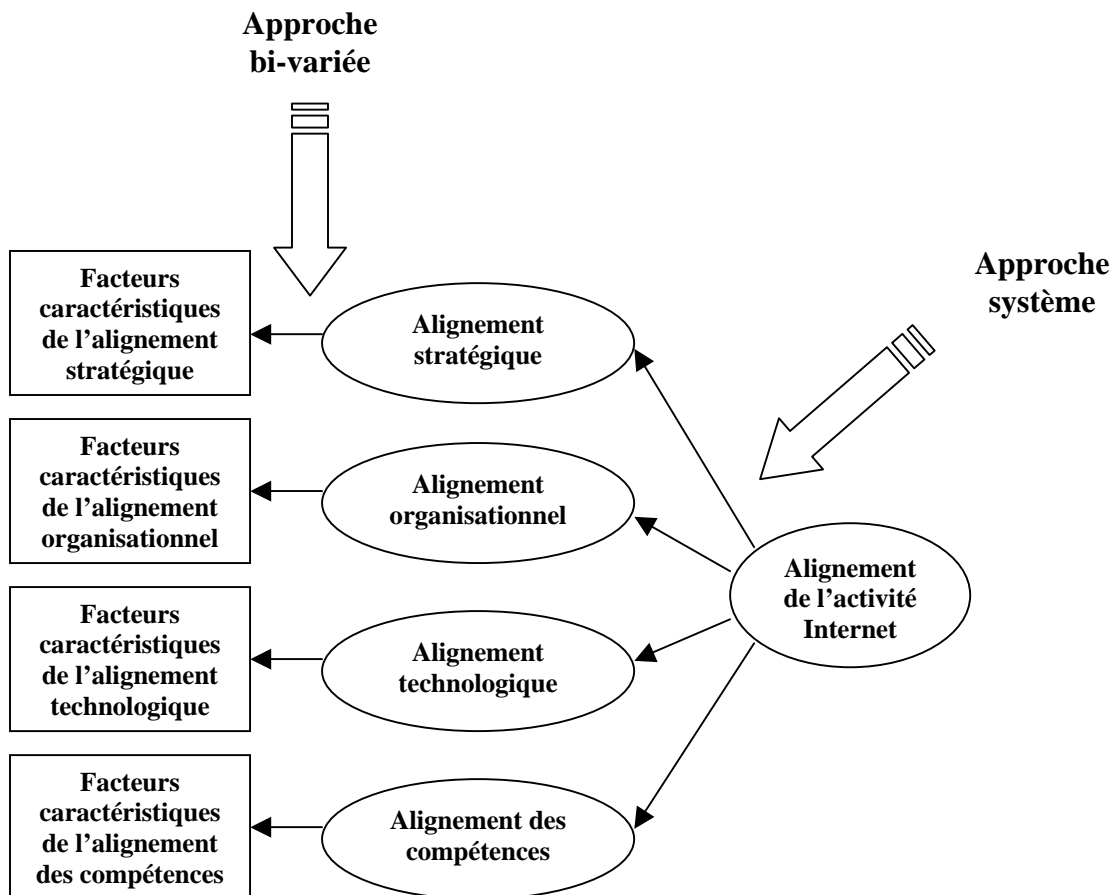 Approche
bi-variée
Approche
système
Facteurs
caractéristiques
de l’alignement
stratégique
Alignement
stratégique
Facteurs
caractéristiques
de l’alignement
organisationnel
Alignement
organisationnel
Alignement
de l’activité
Internet
Facteurs
caractéristiques
de l’alignement
technologique
Alignement
technologique
Facteurs
caractéristiques
de l’alignement
des compétences
Alignement des
compétences